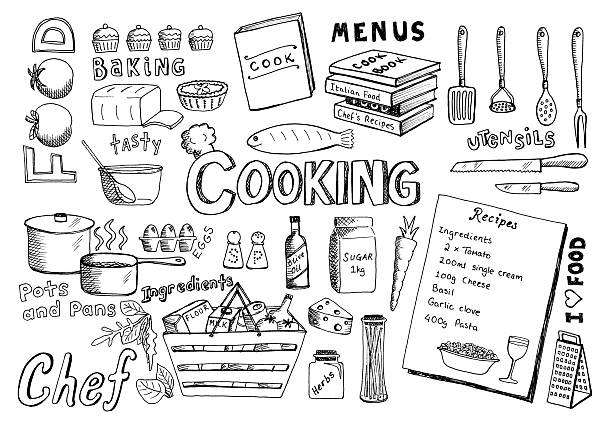 FOOD
BAKING
COOK
MENUS
COOK
BOOK
Italian Food
Chef's Recipes
tasty
UTENSILS
COOKING
Recipes
Ingredients
2 x Tomato
200ml single cream
100g Cheese
Basil
Garlic clove
400g Pasta
I FOOD
EGGS
Olive
Oil
SUGAR
1kg
Pots
and Pans
Ingredients
FLOUR
MILK
Herbs
Chef